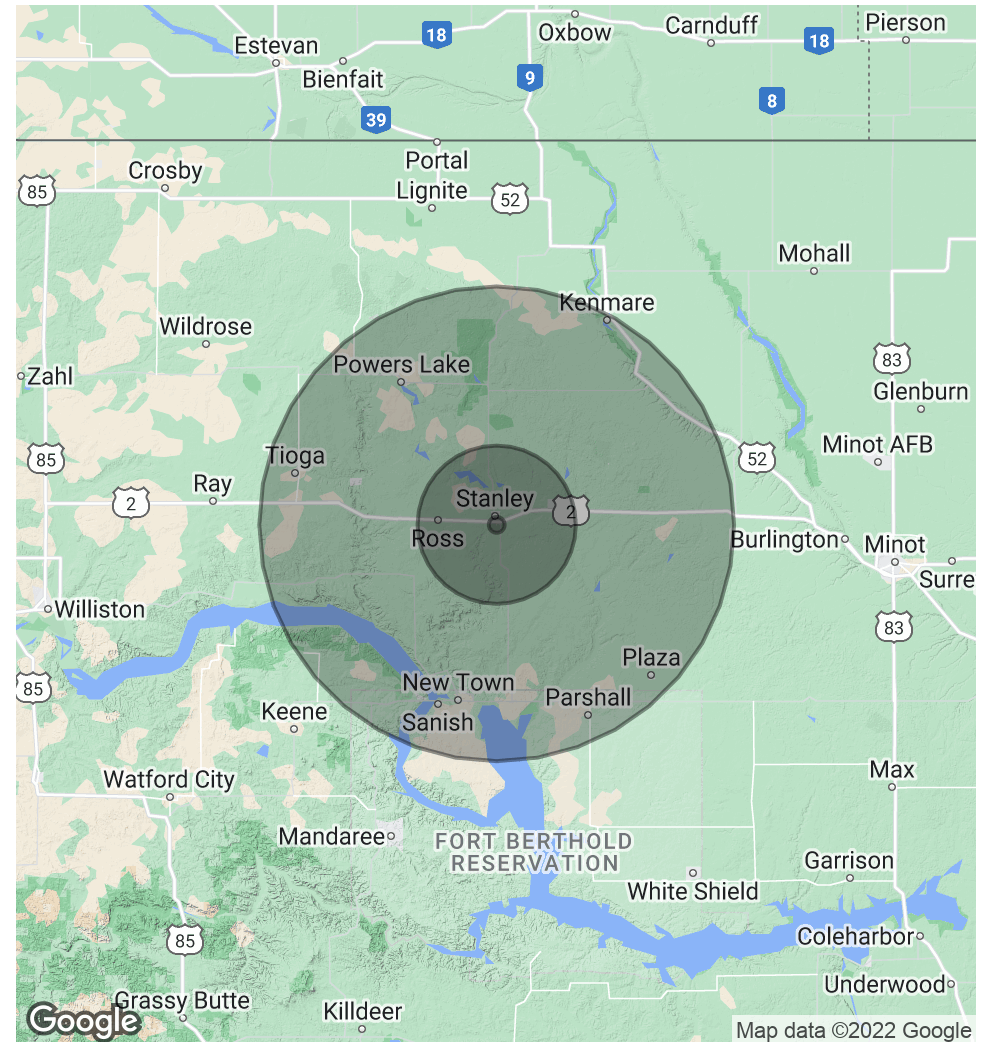 18
Oxbow
Carnduff
18
Pierson
Estevan
Bienfait
9
8
39
Portal
Crosby
Lignite
85
52
Mohall
Kenmare
Wildrose
Powers Lake
83
Zahl
Glenburn
Minot AFB
Tioga
85
52
Ray
2
Stanley
2
Ross
Burlington
Minot
Surre
Williston
83
Plaza
85
New Town
Parshall
Keene
Sanish
Max
Watford City
Mandaree
FORT BERTHOLD
RESERVATION
Garrison
White Shield
85
Coleharbor
Underwood
Grassy Butte
Killdeer
Google
Map data ©2022 Google